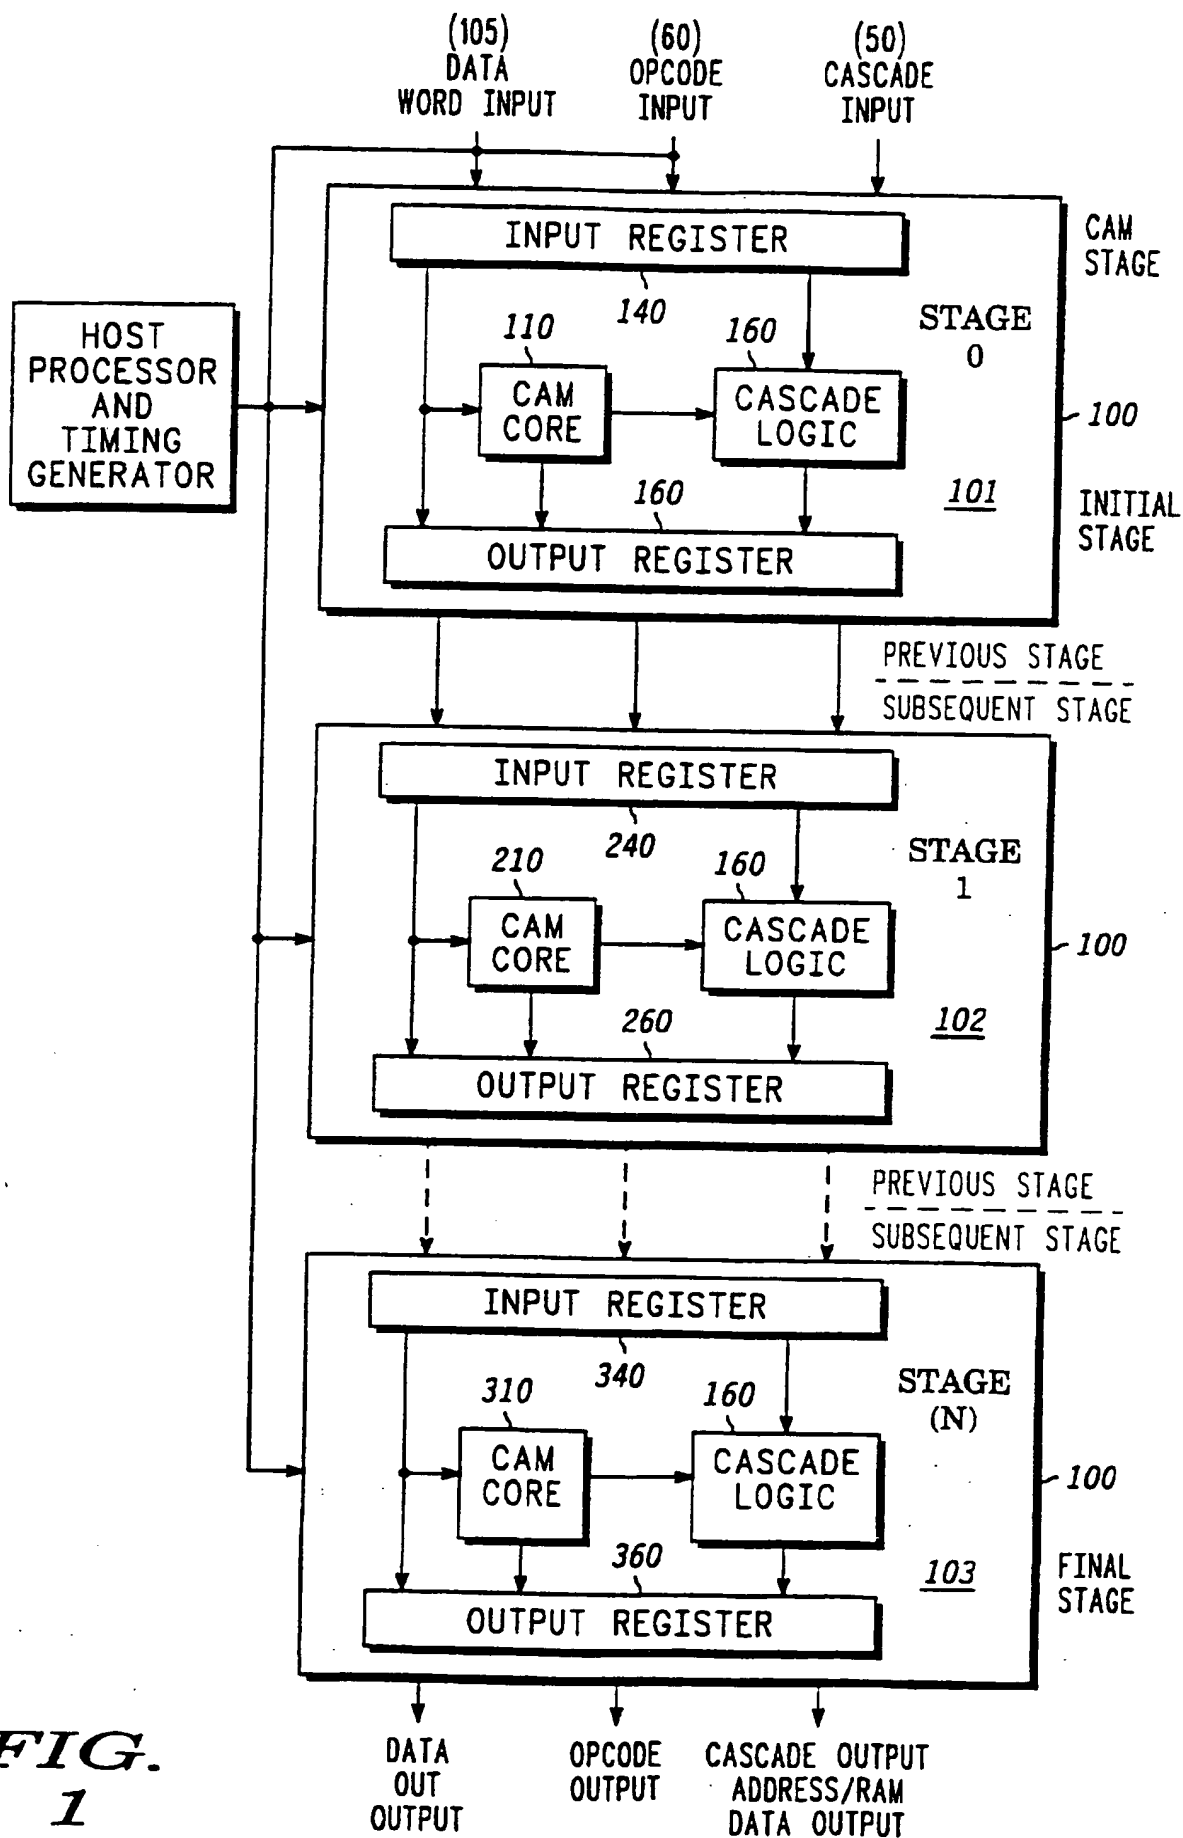 (105)
DATA
WORD INPUT
(60)
OPCODE
INPUT
(50)
CASCADE
INPUT
INPUT REGISTER
CAM
STAGE
140
STAGE
0
HOST
PROCESSOR
AND
TIMING
GENERATOR
110
160
CAM
CORE
CASCADE
LOGIC
100
160
101
INITIAL
STAGE
OUTPUT REGISTER
PREVIOUS STAGE
SUBSEQUENT STAGE
INPUT REGISTER
240
STAGE
1
210
160
CAM
CORE
CASCADE
LOGIC
100
260
102
OUTPUT REGISTER
PREVIOUS STAGE
SUBSEQUENT STAGE
INPUT REGISTER
340
STAGE
(N)
310
160
CAM
CORE
CASCADE
LOGIC
100
360
103
FINAL
STAGE
OUTPUT REGISTER
DATA
OUT
OUTPUT
OPCODE
OUTPUT
CASCADE OUTPUT
ADDRESS/RAM
DATA OUTPUT
FIG.
1